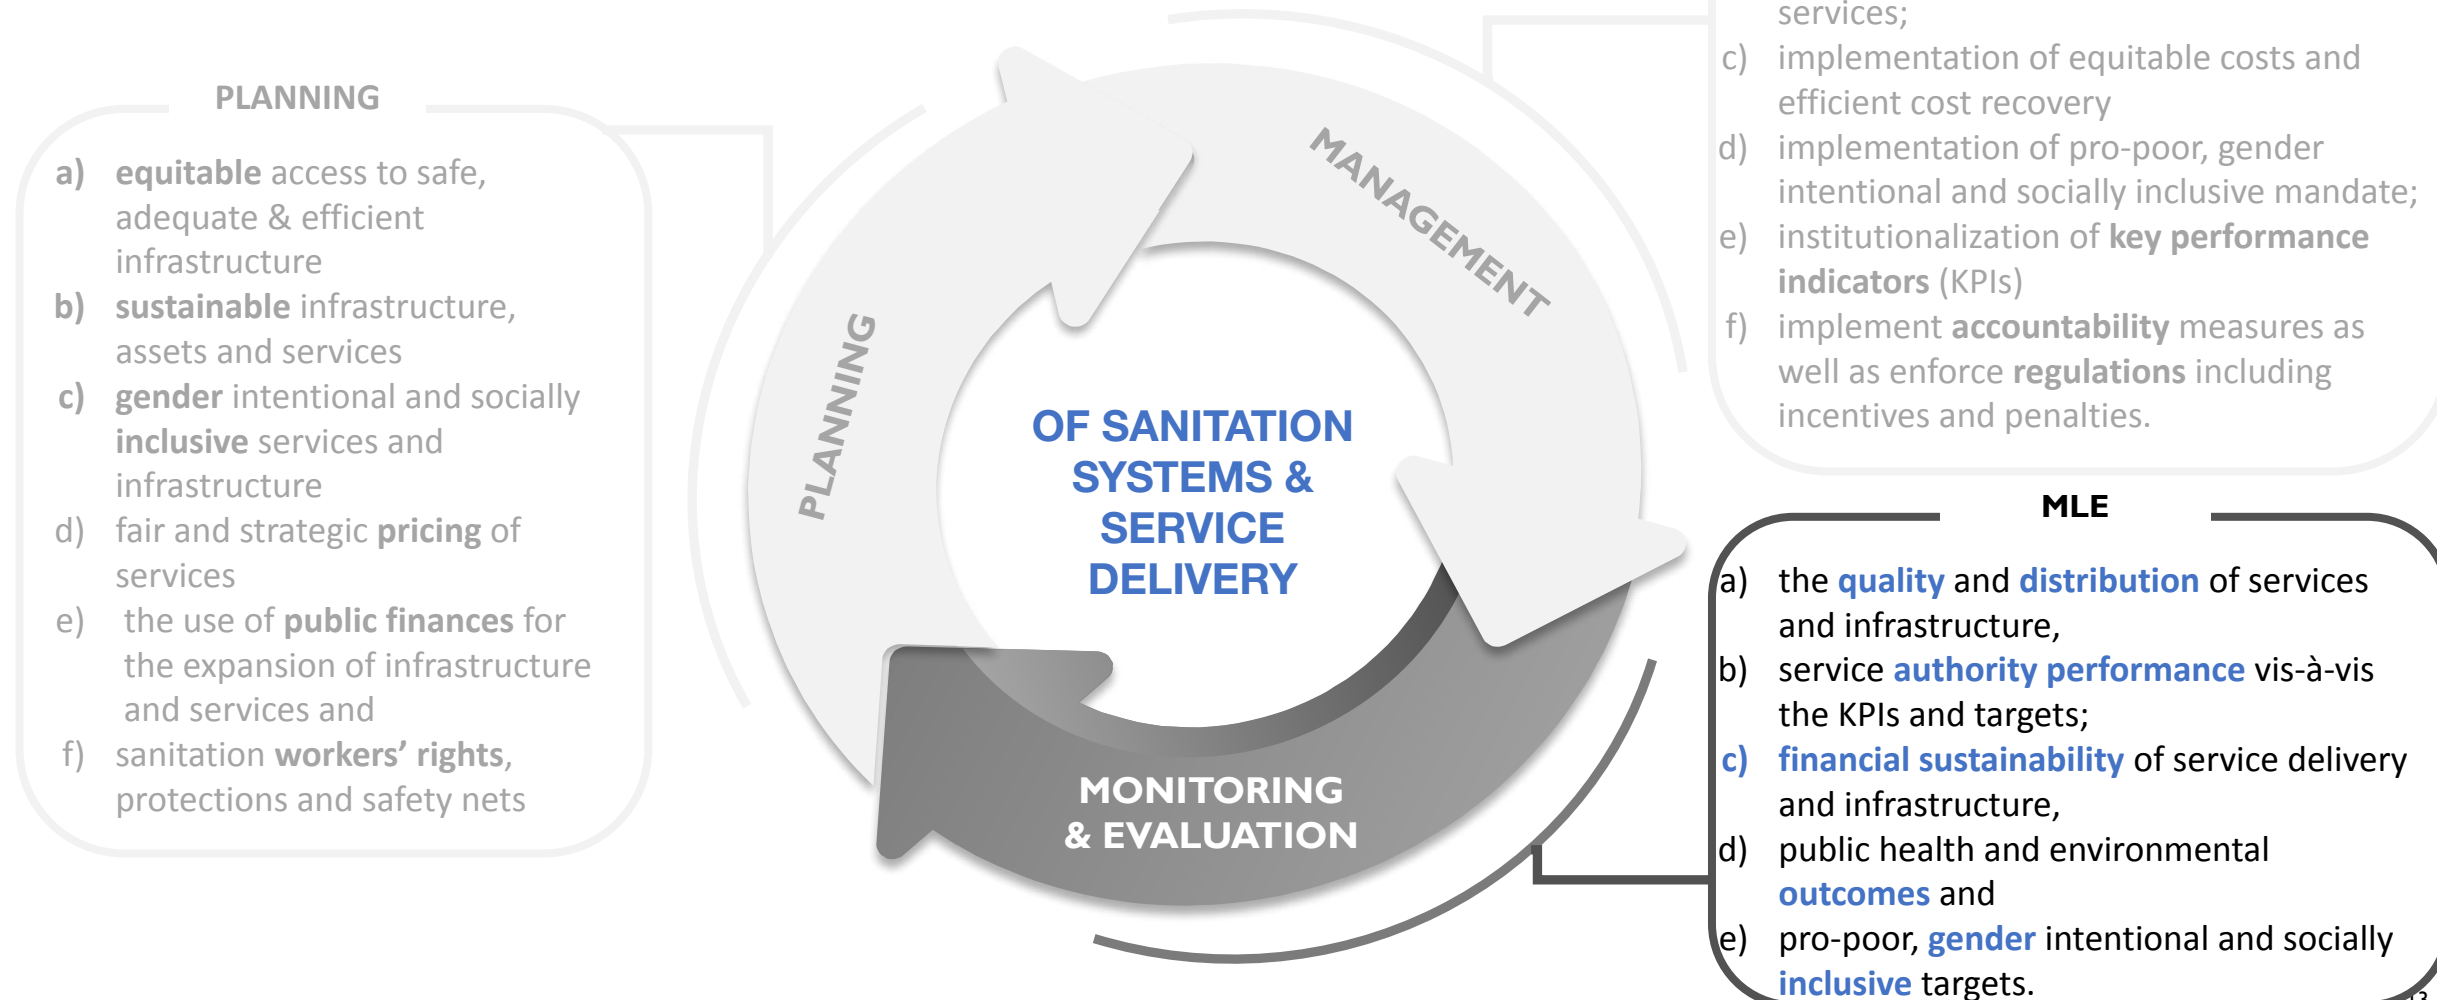 PLANNING
a) equitable access to safe,
adequate & efficient
infrastructure
b) sustainable infrastructure,
assets and services
c) gender intentional and socially
inclusive services and
infrastructure
d) fair and strategic pricing of
services
e) the use of public finances for
the expansion of infrastructure
and services and
f) sanitation workers’ rights,
protections and safety nets
PLANNING
MANAGEMENT
OF SANITATION
SYSTEMS &
SERVICE
DELIVERY
MONITORING
& EVALUATION
services;
c) implementation of equitable costs and
efficient cost recovery
d) implementation of pro-poor, gender
intentional and socially inclusive mandate;
e) institutionalization of key performance
indicators (KPIs)
f) implement accountability measures as
well as enforce regulations including
incentives and penalties.
MLE
a) the quality and distribution of services
and infrastructure,
b) service authority performance vis-à-vis
the KPIs and targets;
c) financial sustainability of service delivery
and infrastructure,
d) public health and environmental
outcomes and
e) pro-poor, gender intentional and socially
inclusive targets.
13